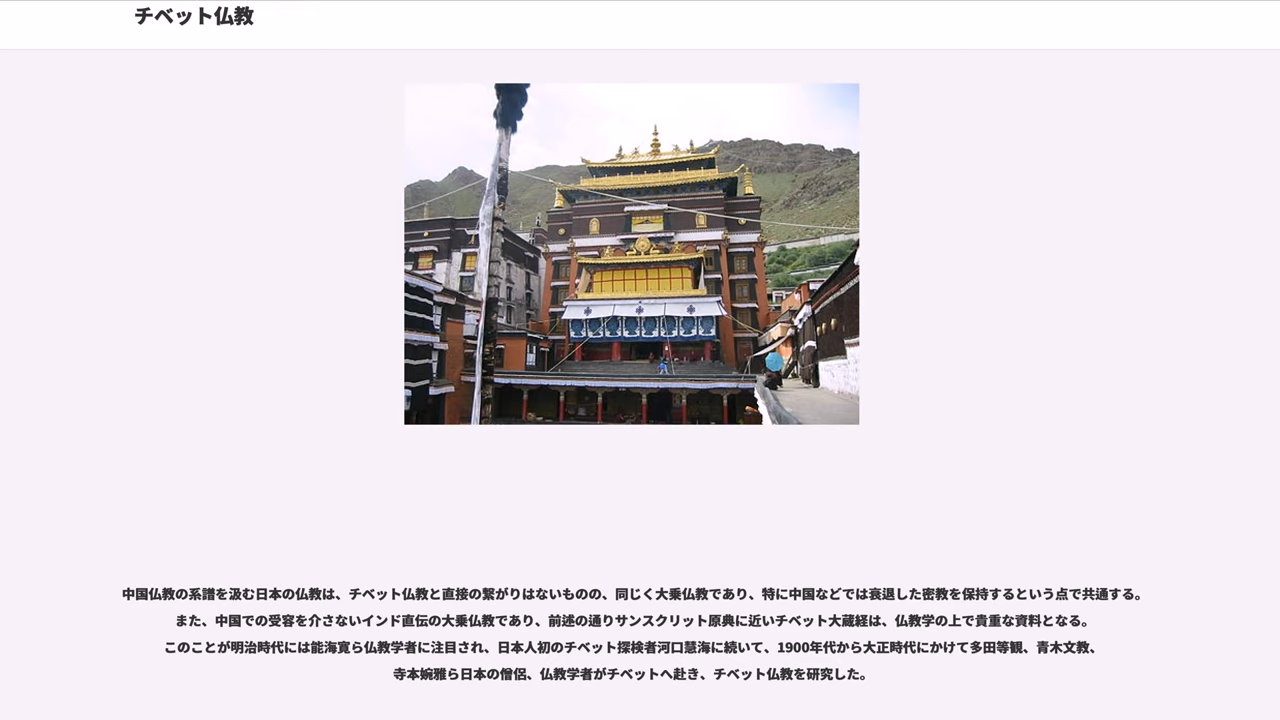 チベット仏教
中国仏教の系譜を汲む日本の仏教は、チベット仏教と直接の繋がりはないものの、同じく大乗仏教であり、特に中国などでは衰退した密教を保持するという点で共通する。
また、中国での受容を介さないインド直伝の大乗仏教であり、前述の通りサンスクリット原典に近いチベット大蔵経は、仏教学の上で貴重な資料となる。
このことが明治時代には能海寛ら仏教学者に注目され、日本人初のチベット探検者河口慧海に続いて、1900年代から大正時代にかけて多田等観、青木文教、
寺本婉雅ら日本の僧侶、仏教学者がチベットへ赴き、チベット仏教を研究した。